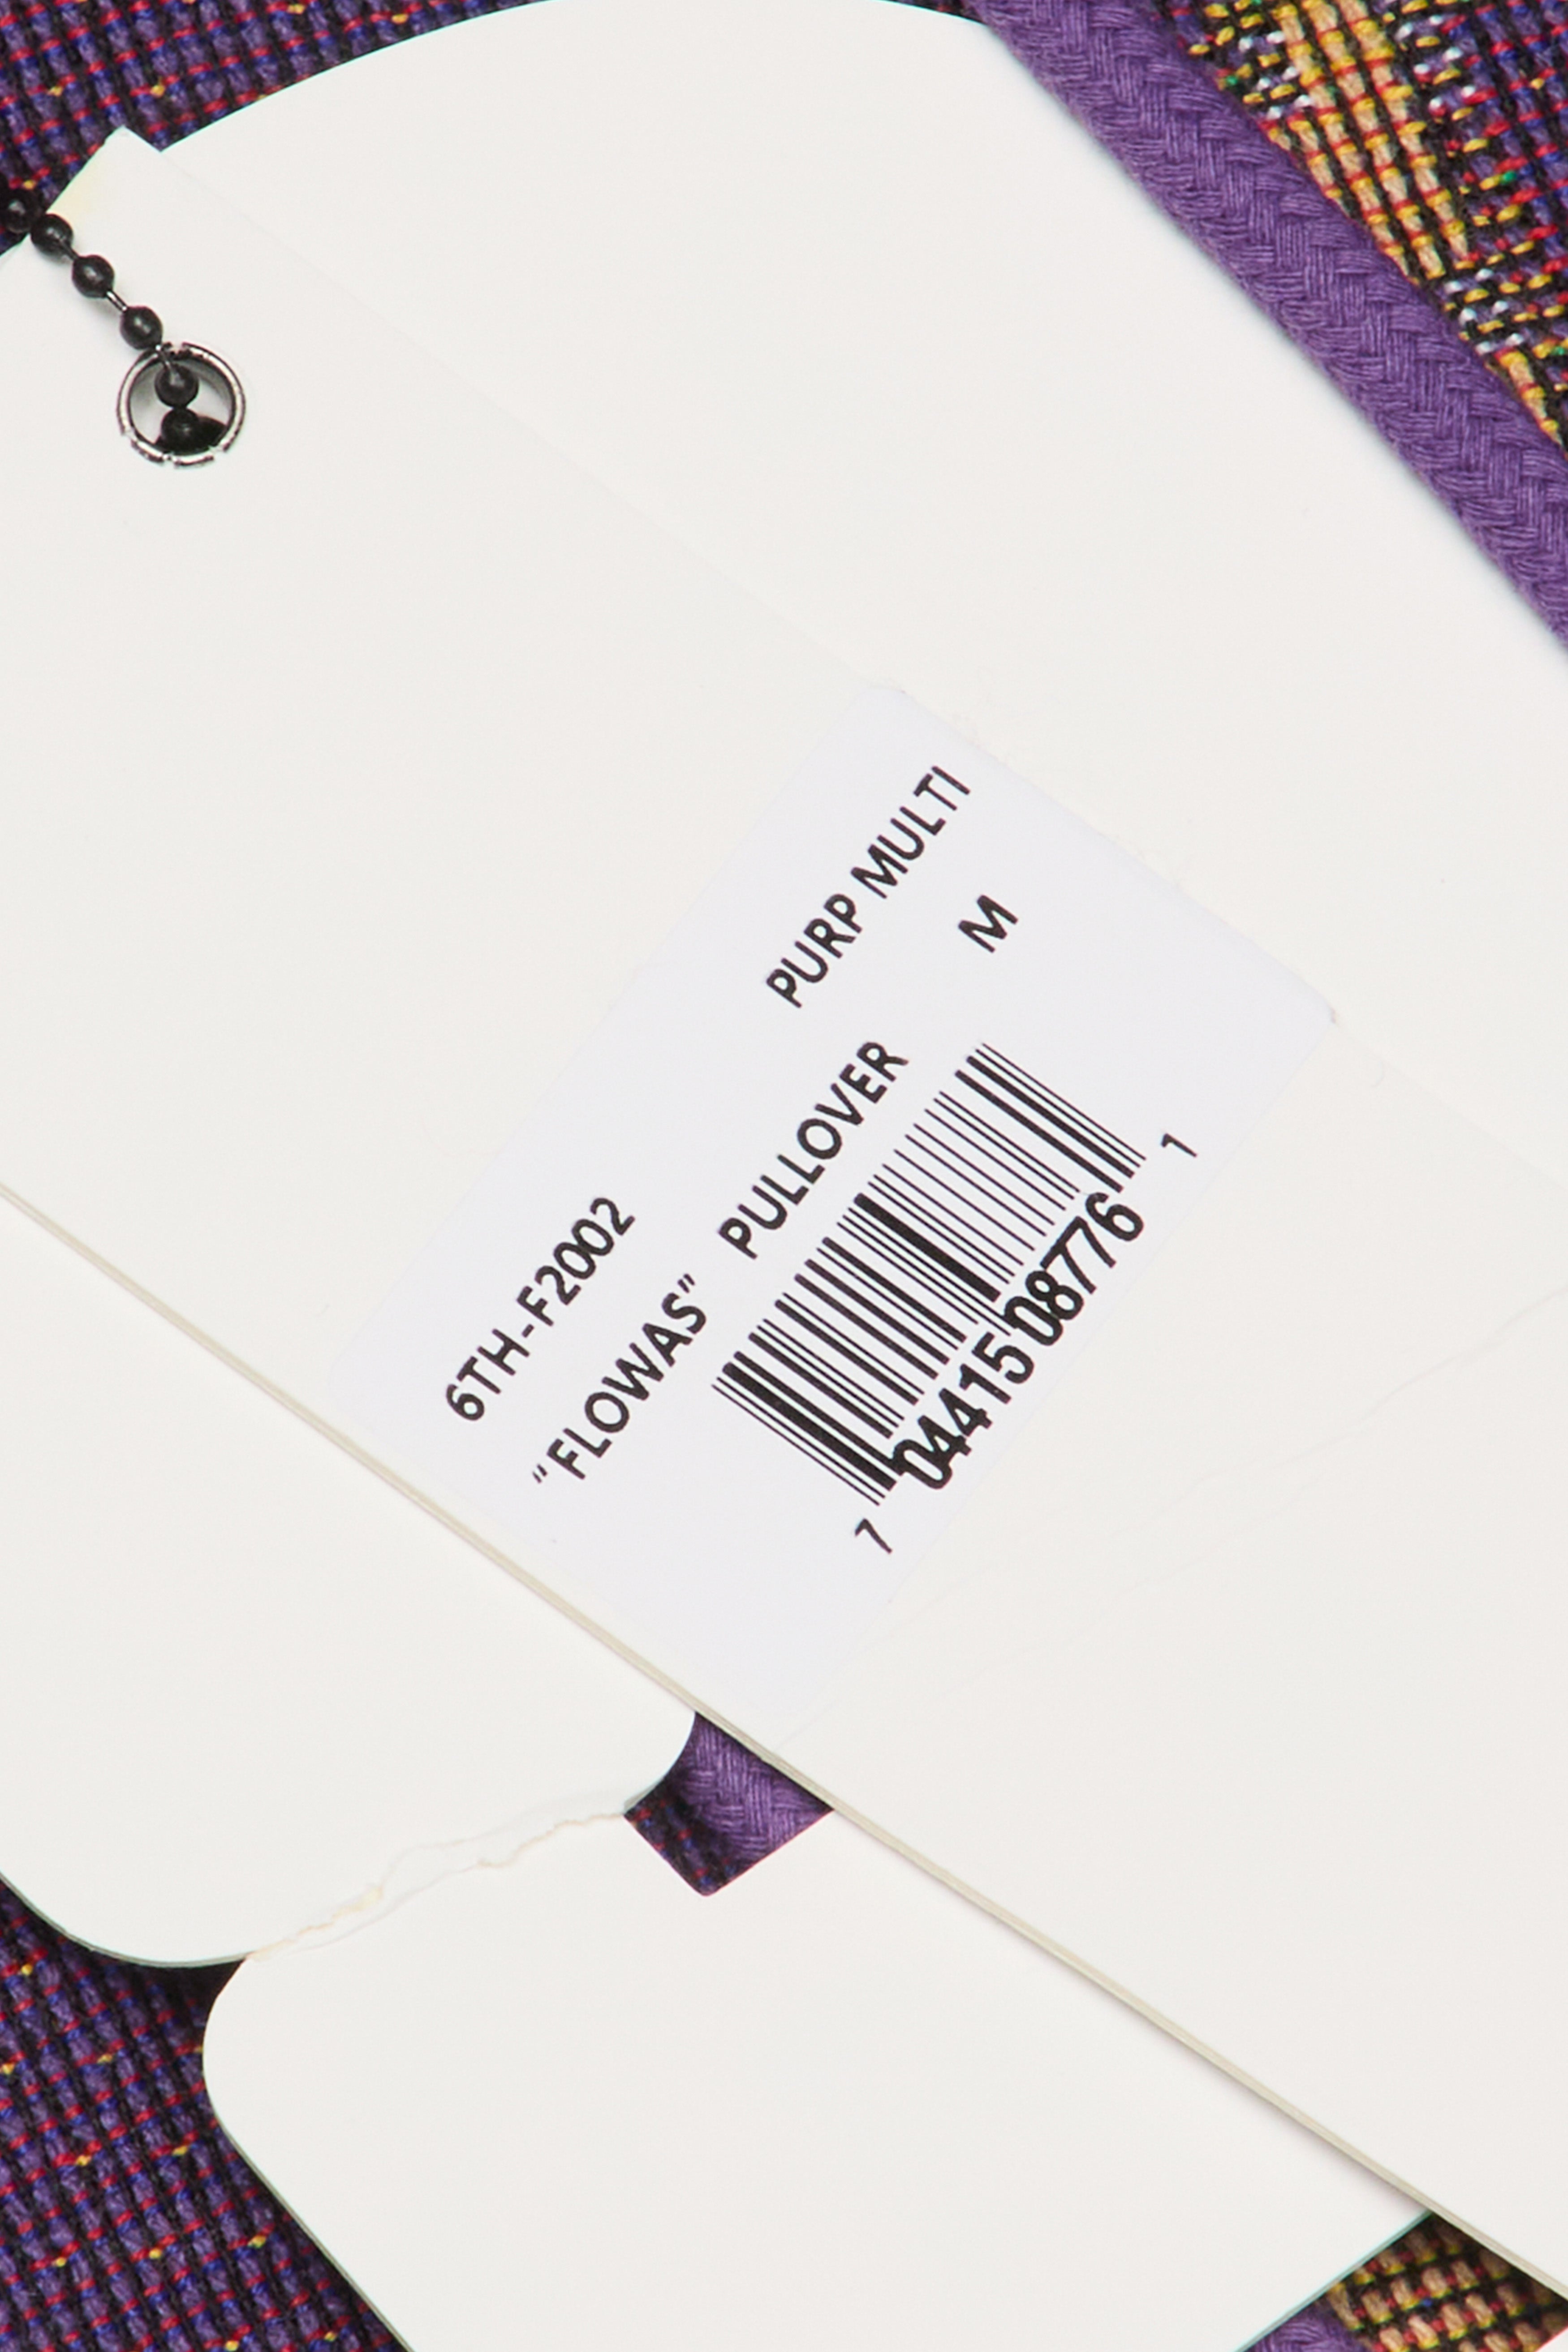 6TH-F2002 PURP MULTI
"FLOWAS" PULLOVER M
7 04415 08776 1